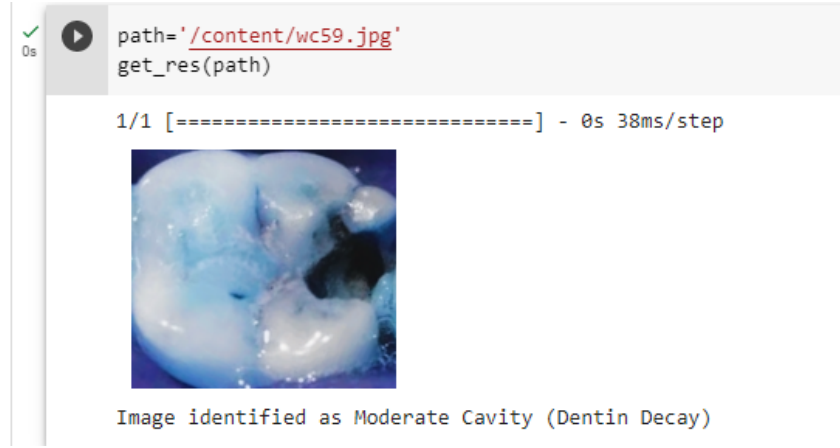 0s
path='/content/wc59.jpg'
get_res(path)
1/1 [==============================] - 0s 38ms/step
Image identified as Moderate Cavity (Dentin Decay)